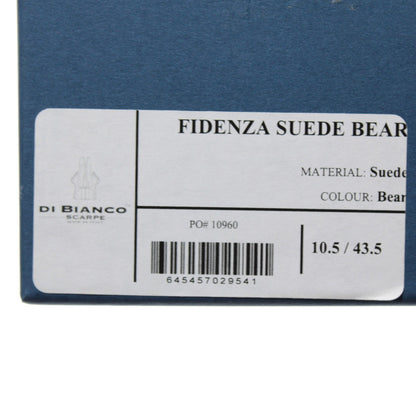 FIDENZA SUEDE BEAR
MATERIAL: Suede
COLOUR: Bear
DI BIANCO
SCARPE
PO# 10960
645457029541
10.5 / 43.5